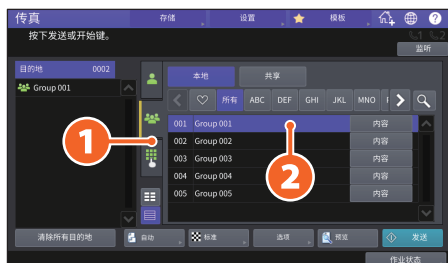 传真 存储 设置 模板
按下发送或开始键。
1 2
监听
目的地 0002
Group 001
本地 共享
所有 ABC DEF GHI JKL MNO
001 Group 001 内容
002 Group 002 内容
003 Group 003 内容
004 Group 004 内容
005 Group 005 内容
1
2
清除所有目的地 自动 标准 选项 预览 发送
作业状态